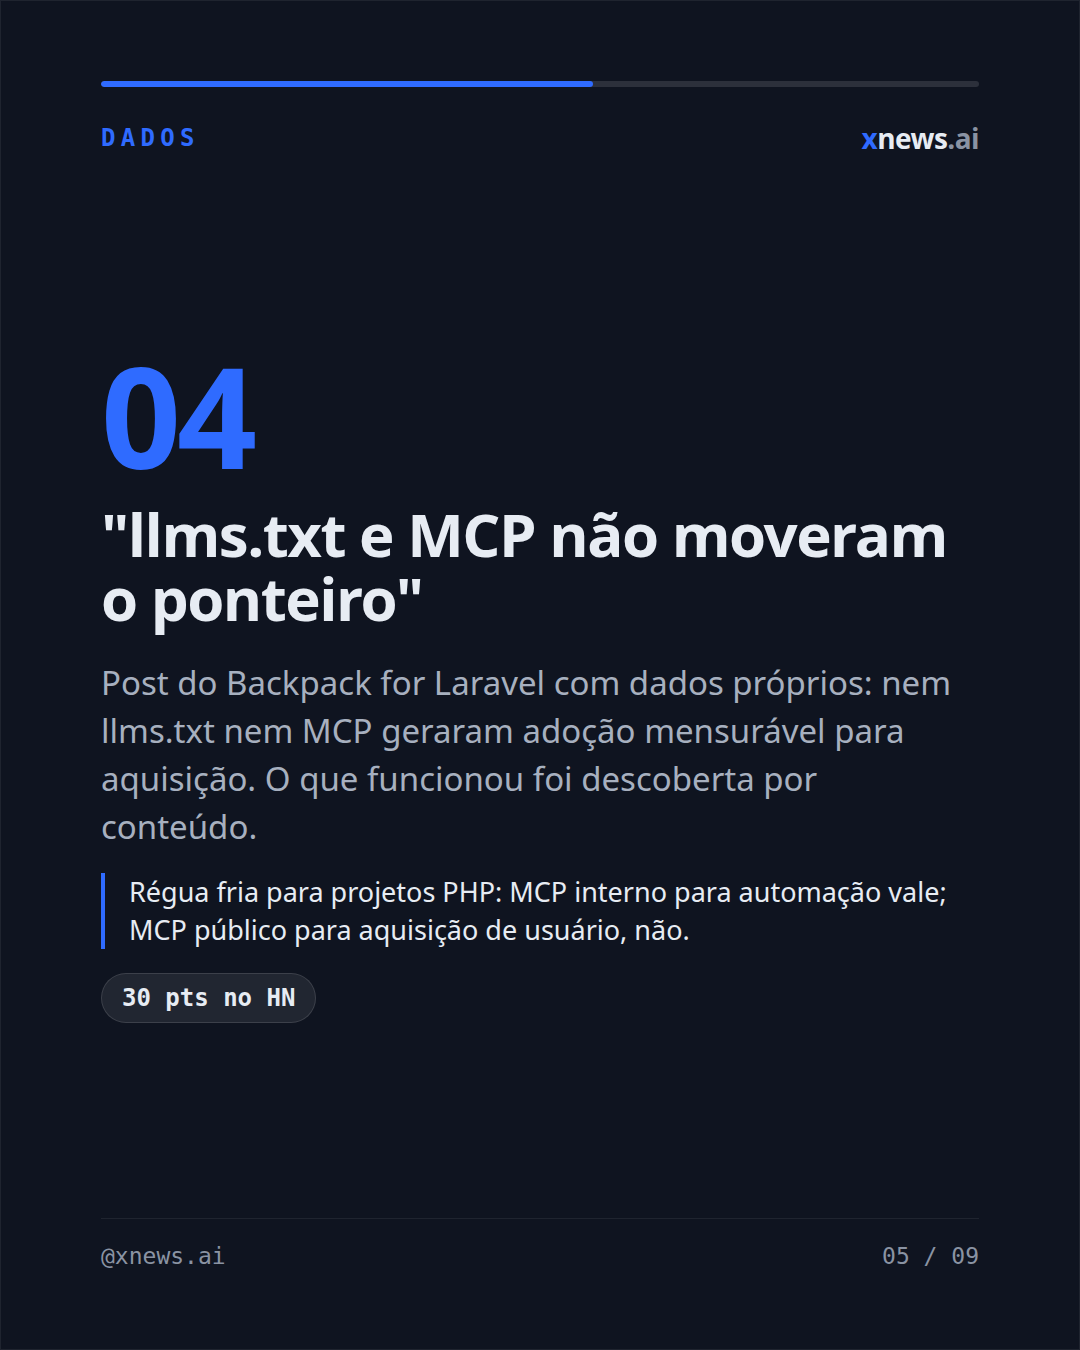 DADOS
xnews.ai
04
"llms.txt e MCP não moveram
o ponteiro"
Post do Backpack for Laravel com dados próprios: nem
llms.txt nem MCP geraram adoção mensurável para
aquisição. O que funcionou foi descoberta por
conteúdo.
Régua fria para projetos PHP: MCP interno para automação vale;
MCP público para aquisição de usuário, não.
30 pts no HN
@xnews.ai
05 / 09